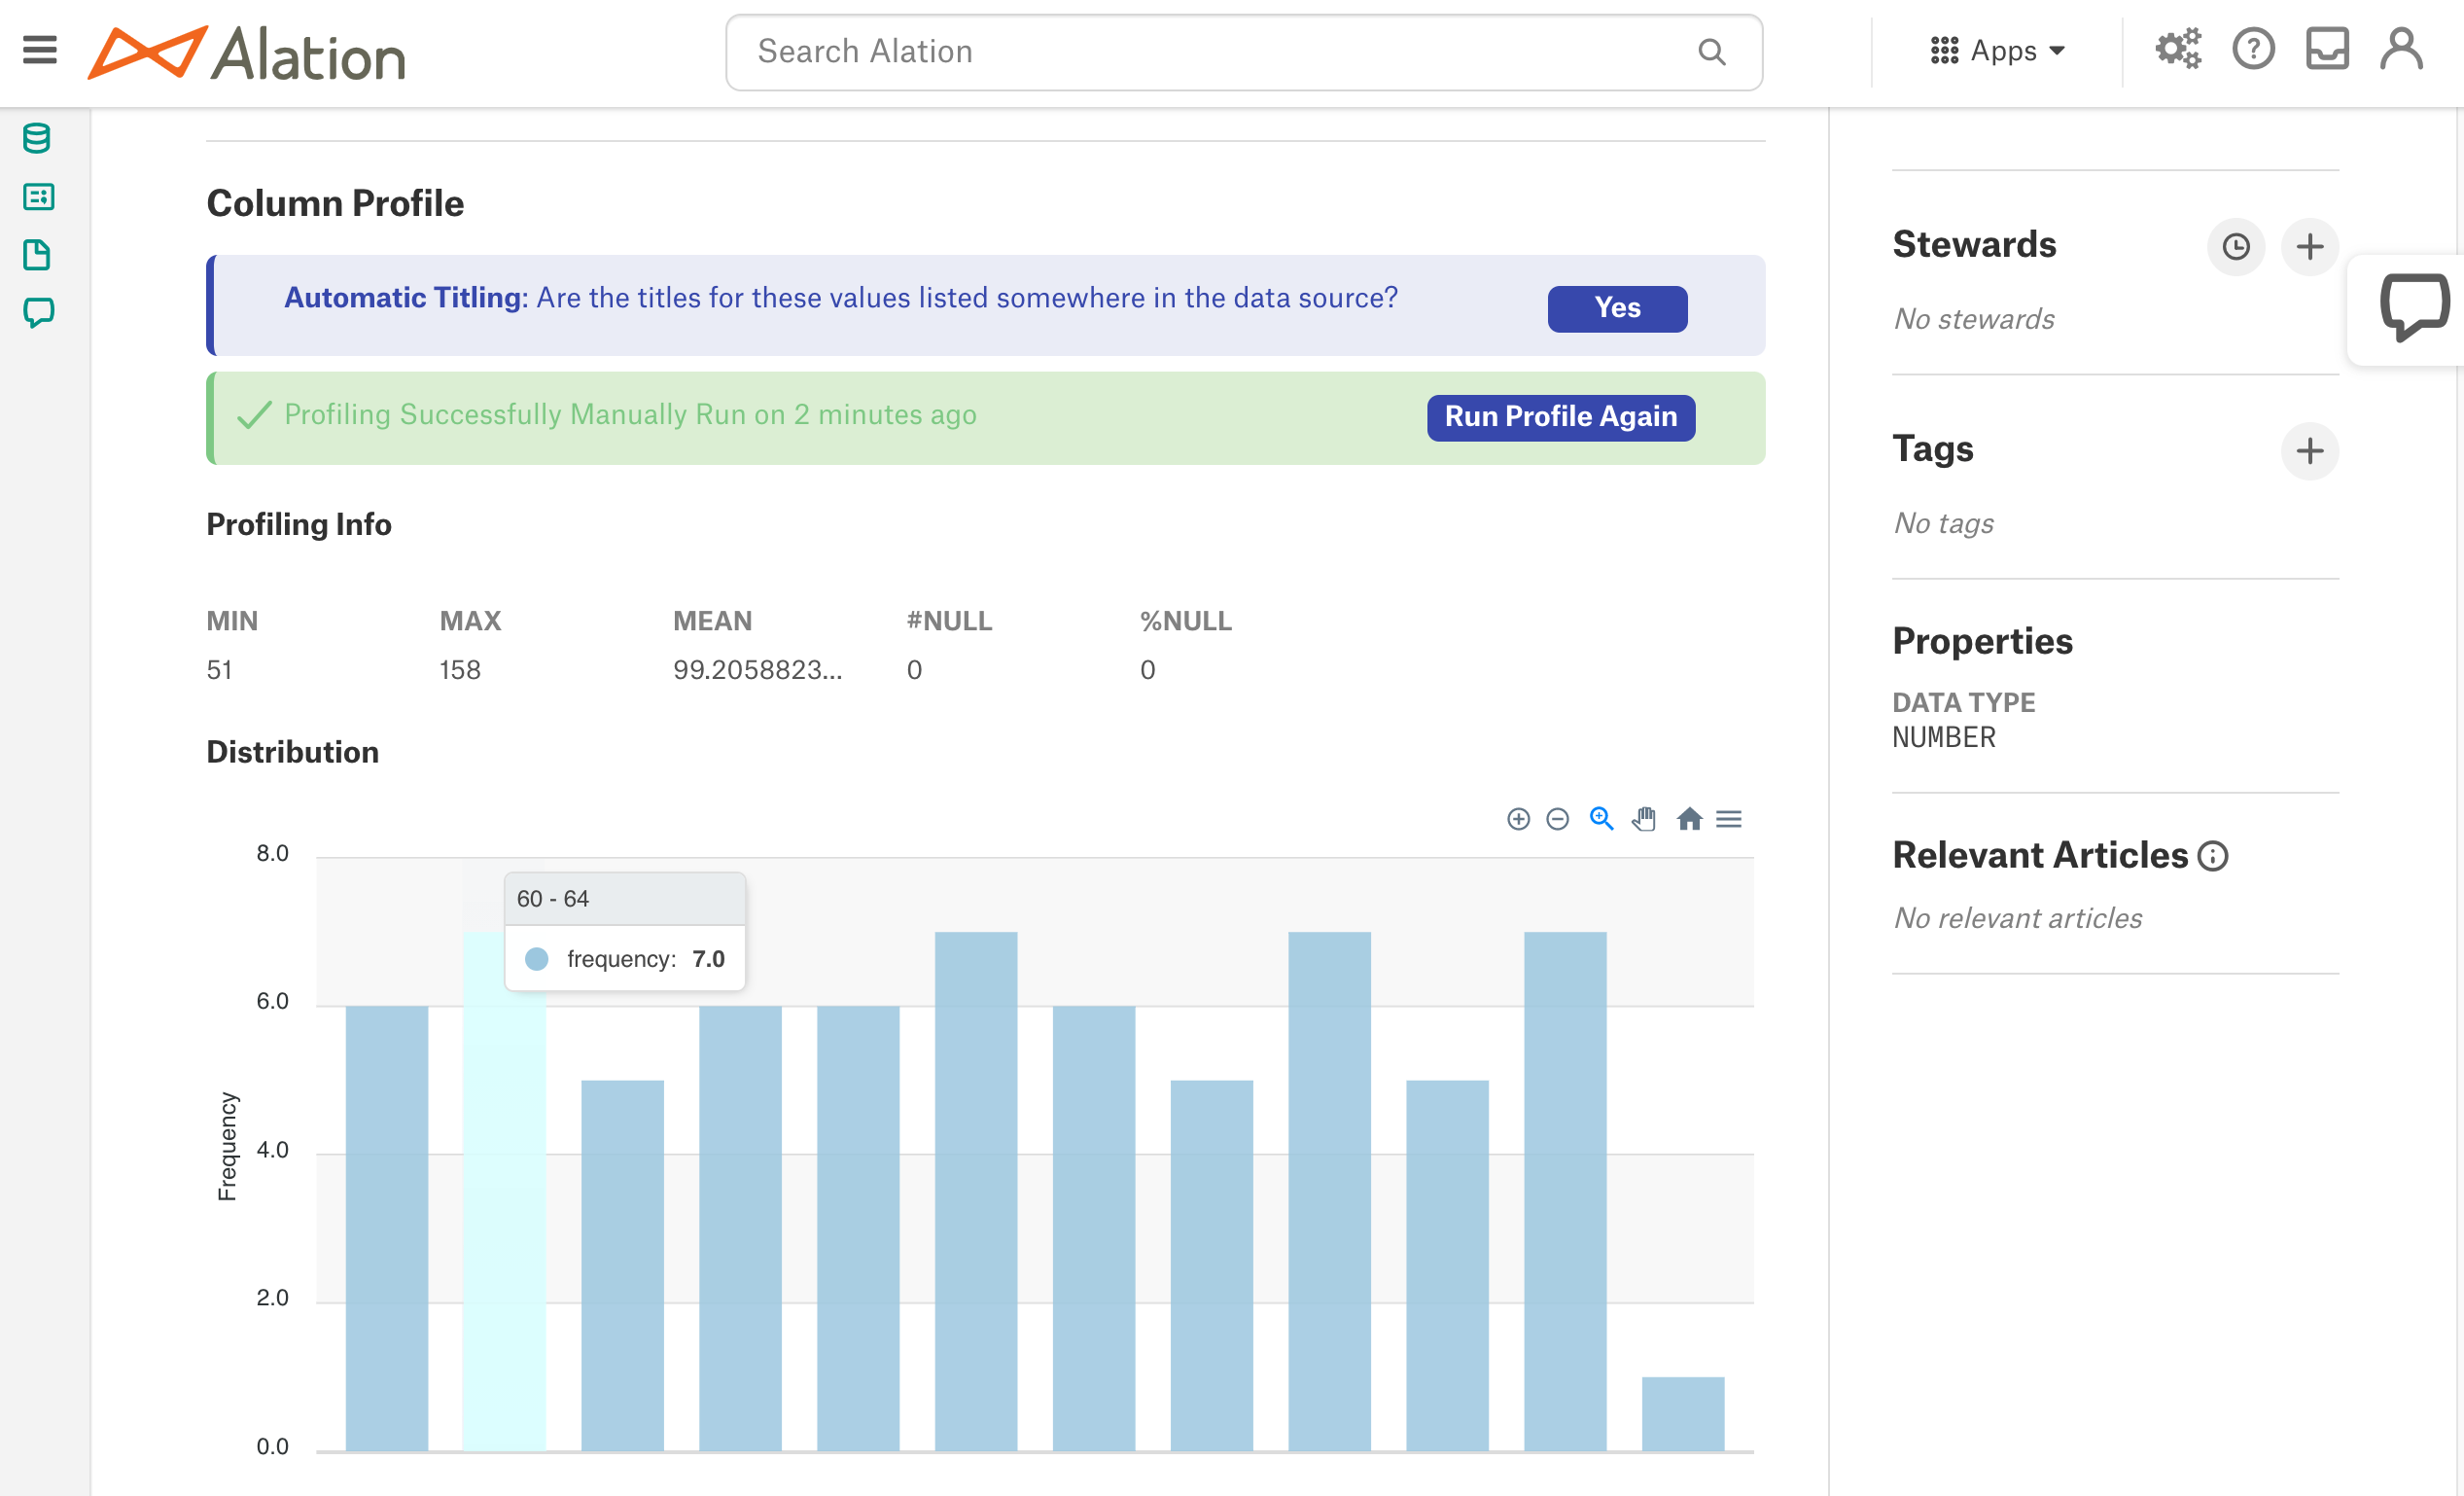 Alation
Search Alation
Apps
Column Profile
Automatic Titling: Are the titles for these values listed somewhere in the data source?
Yes
Profiling Successfully Manually Run on 2 minutes ago
Run Profile Again
Profiling Info
MIN MAX MEAN #NULL %NULL
51 158 99.2058823... 0 0
Distribution
8.0
60 - 64
frequency: 7.0
6.0
4.0
2.0
0.0
Frequency
Stewards
No stewards
Tags
No tags
Properties
DATA TYPE
NUMBER
Relevant Articles
No relevant articles